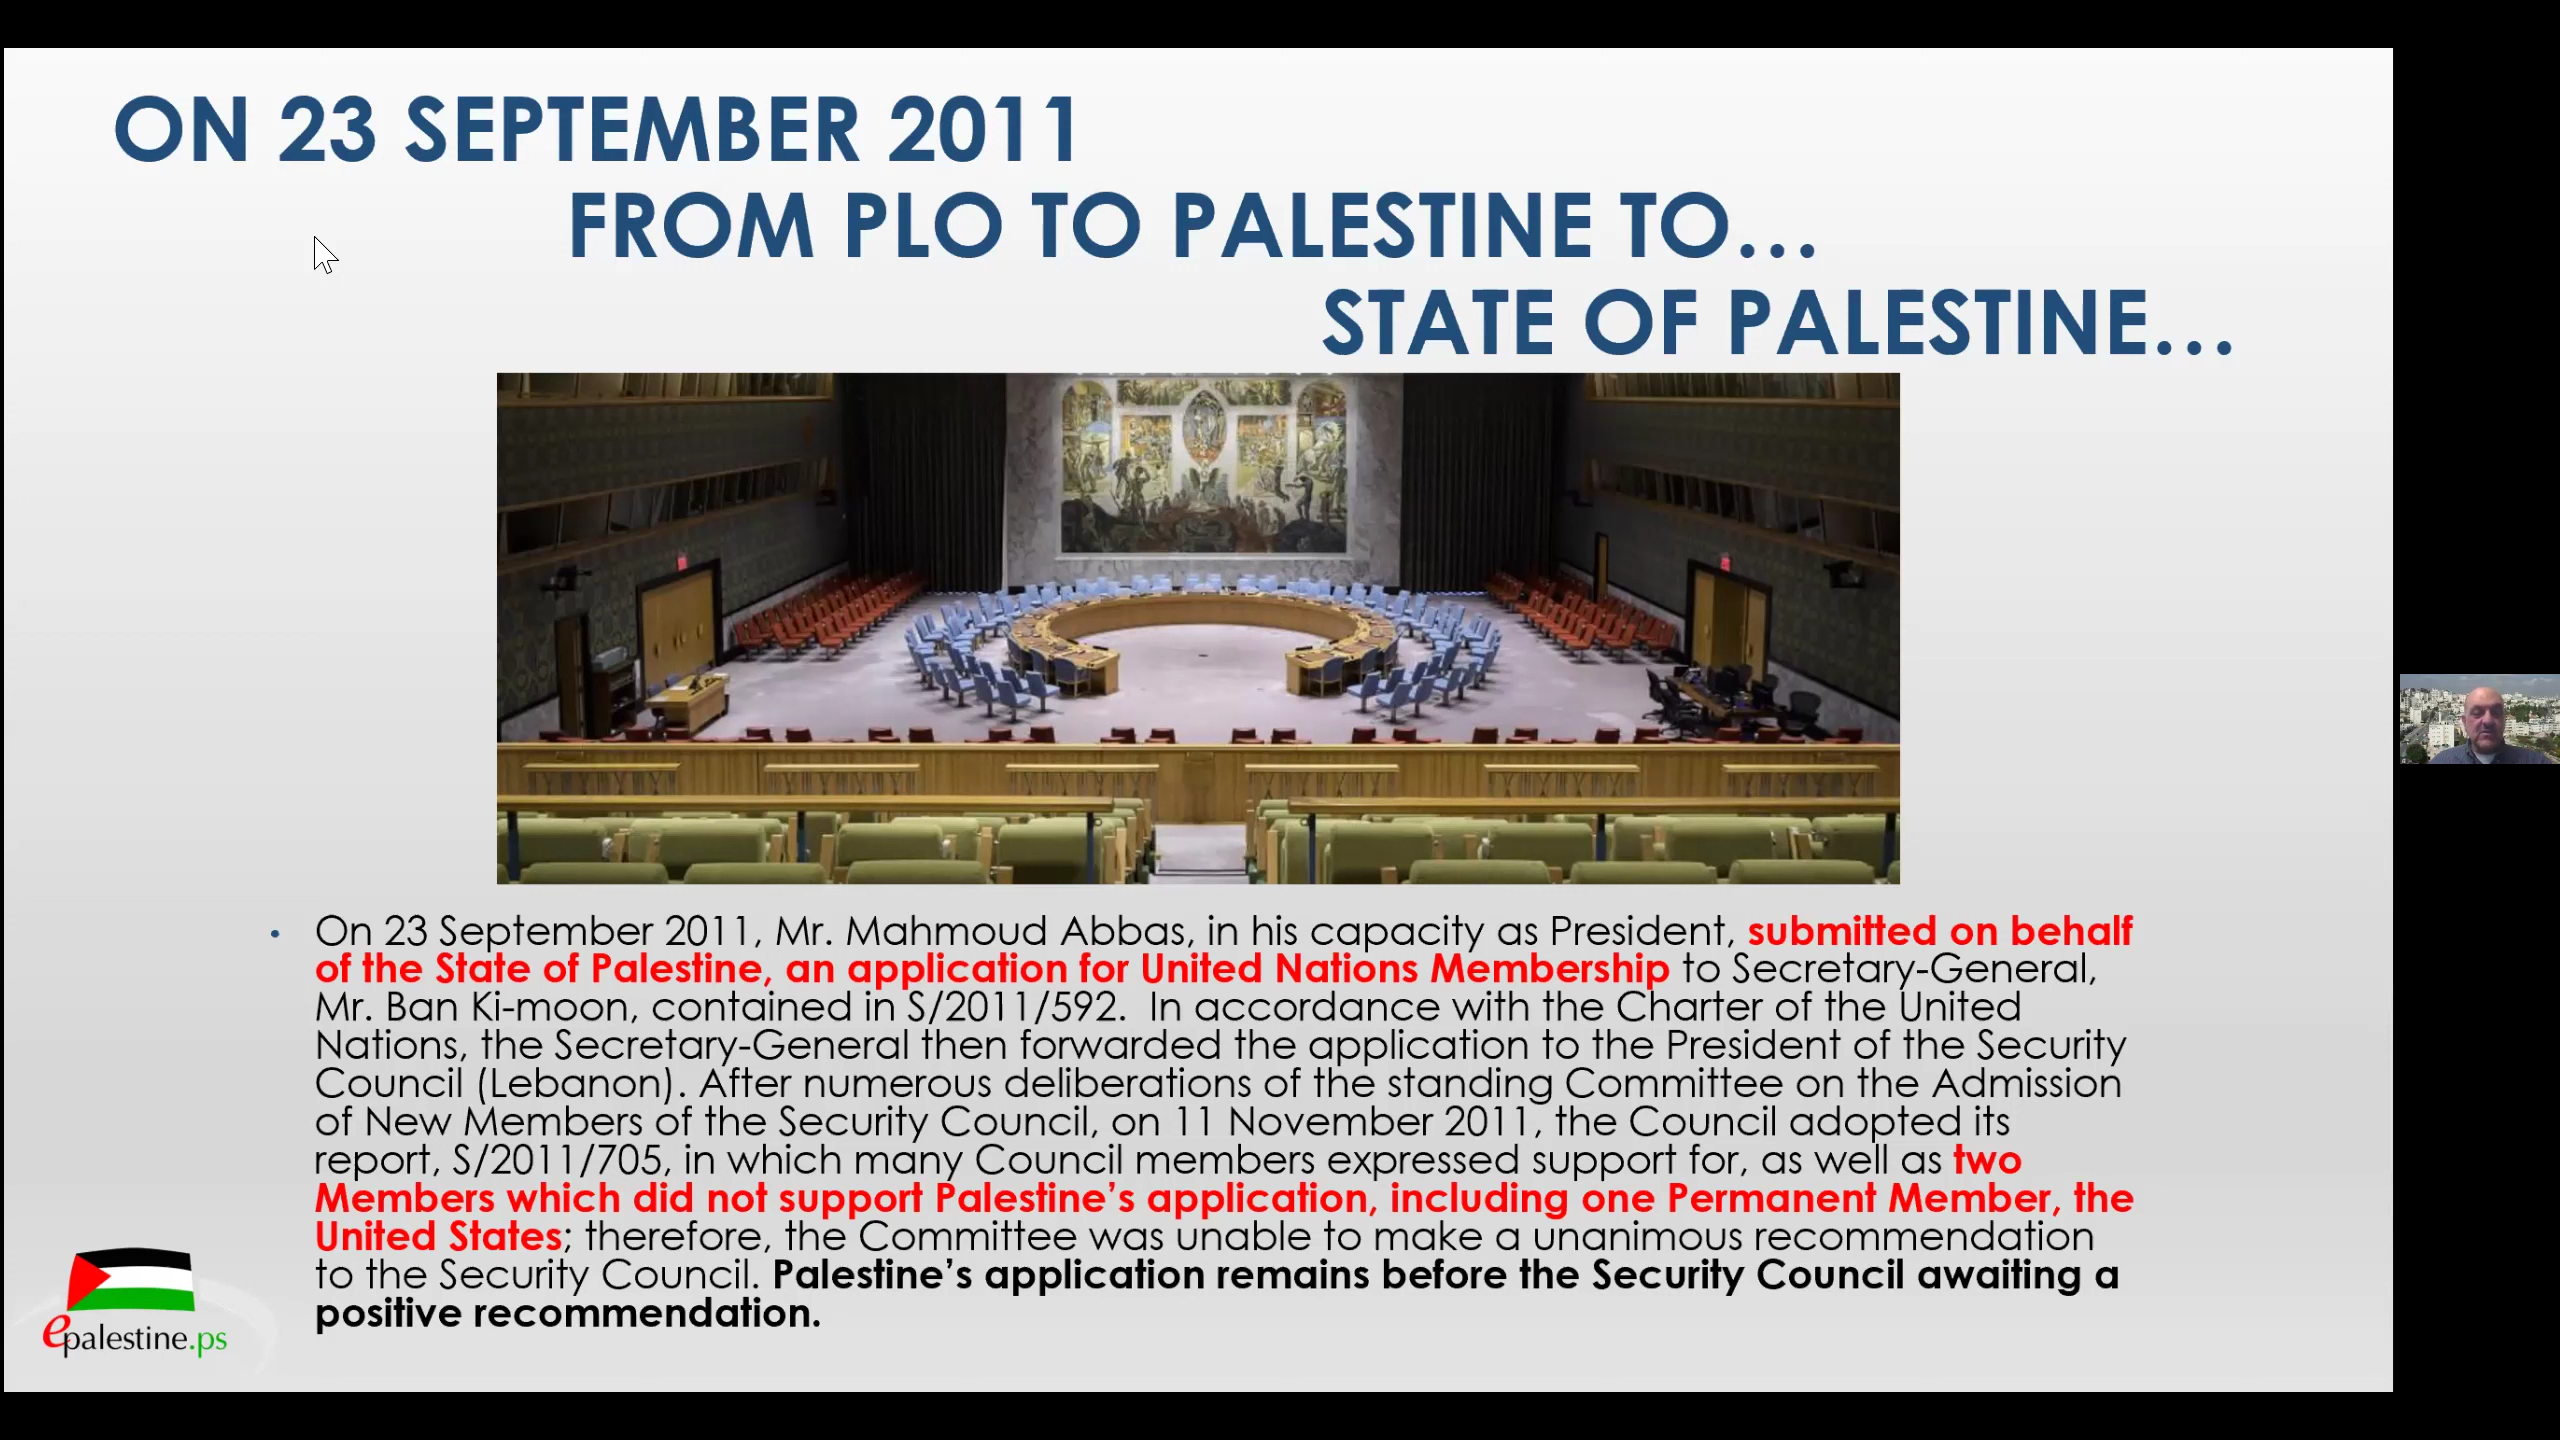 ON 23 SEPTEMBER 2011
FROM PLO TO PALESTINE TO...
STATE OF PALESTINE...
• On 23 September 2011, Mr. Mahmoud Abbas, in his capacity as President, submitted on behalf
of the State of Palestine, an application for United Nations Membership to Secretary-General,
Mr. Ban Ki-moon, contained in S/2011/592.  In accordance with the Charter of the United
Nations, the Secretary-General then forwarded the application to the President of the Security
Council (Lebanon). After numerous deliberations of the standing Committee on the Admission
of New Members of the Security Council, on 11 November 2011, the Council adopted its
report, S/2011/705, in which many Council members expressed support for, as well as two
Members which did not support Palestine’s application, including one Permanent Member, the
United States; therefore, the Committee was unable to make a unanimous recommendation
to the Security Council. Palestine’s application remains before the Security Council awaiting a
positive recommendation.
epalestine.ps